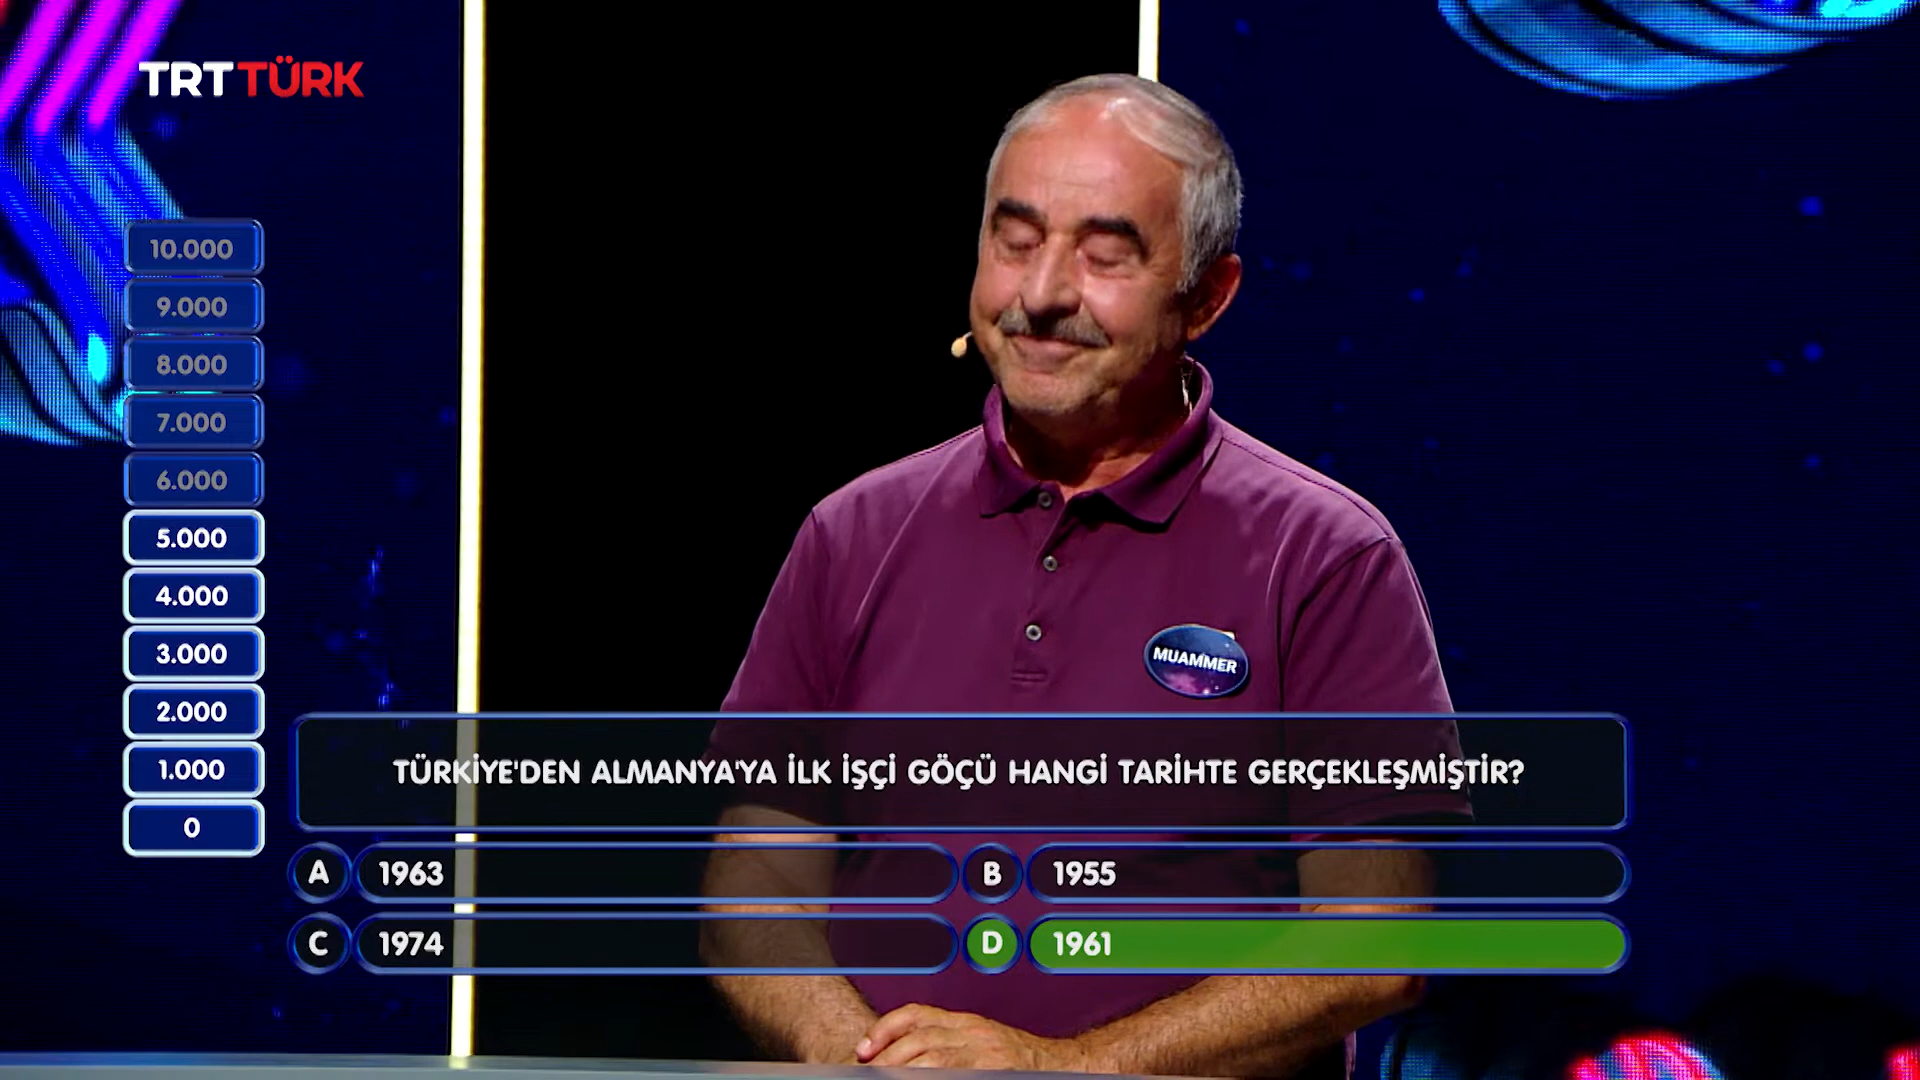 TRT TÜRK
10.000
9.000
8.000
7.000
6.000
5.000
4.000
3.000
2.000
1.000
0
MUAMMER
TÜRKİYE'DEN ALMANYA'YA İLK İŞÇİ GÖÇÜ HANGİ TARİHTE GERÇEKLEŞMİŞTİR?
A 1963
B 1955
C 1974
D 1961